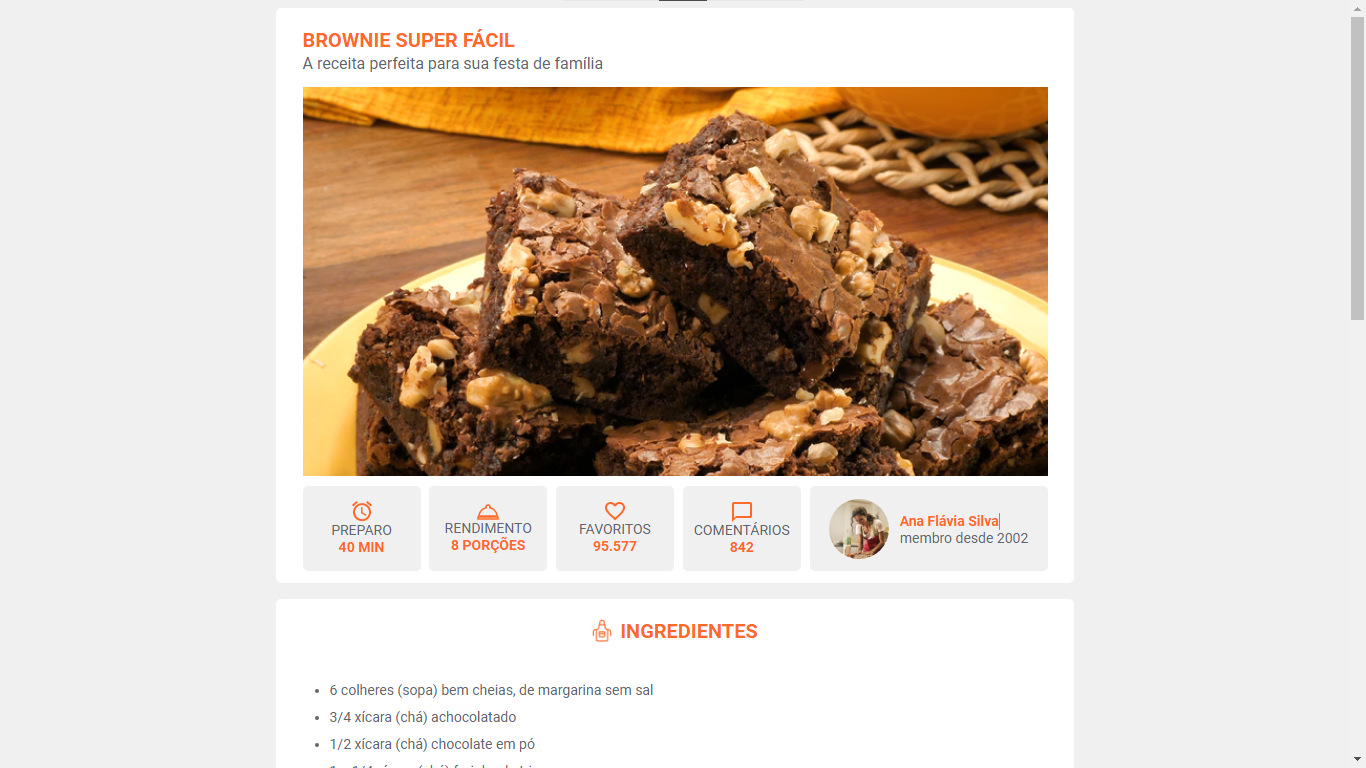 BROWNIE SUPER FÁCIL
A receita perfeita para sua festa de família
PREPARO
40 MIN
RENDIMENTO
8 PORÇÕES
FAVORITOS
95.577
COMENTÁRIOS
842
Ana Flávia Silva
membro desde 2002
INGREDIENTES
6 colheres (sopa) bem cheias, de margarina sem sal
3/4 xícara (chá) achocolatado
1/2 xícara (chá) chocolate em pó